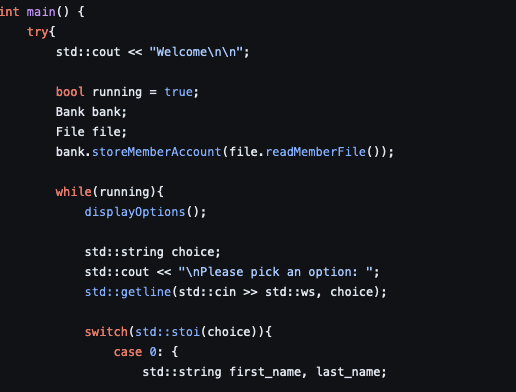 int main() {
    try{
        std::cout << "Welcome\n\n";

        bool running = true;
        Bank bank;
        File file;
        bank.storeMemberAccount(file.readMemberFile());

        while(running){
            displayOptions();

            std::string choice;
            std::cout << "\nPlease pick an option: ";
            std::getline(std::cin >> std::ws, choice);

            switch(std::stoi(choice)){
                case 0: {
                    std::string first_name, last_name;